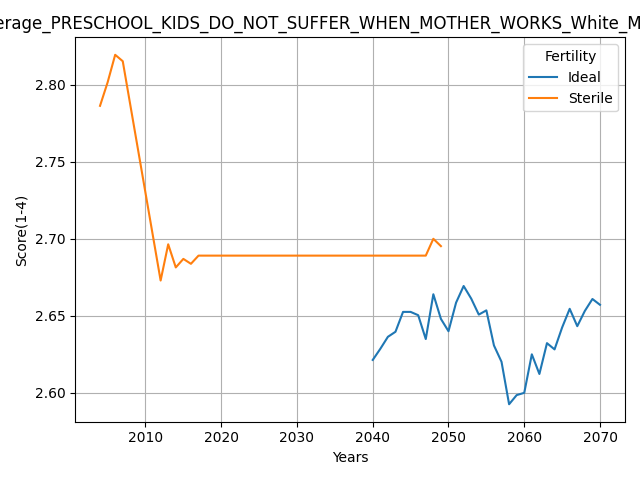 erage_PRESCHOOL_KIDS_DO_NOT_SUFFER_WHEN_MOTHER_WORKS_White_M
Fertility
Ideal
Sterile
2.80
2.75
2.70
2.65
2.60
Score(1-4)
2010 2020 2030 2040 2050 2060 2070
Years